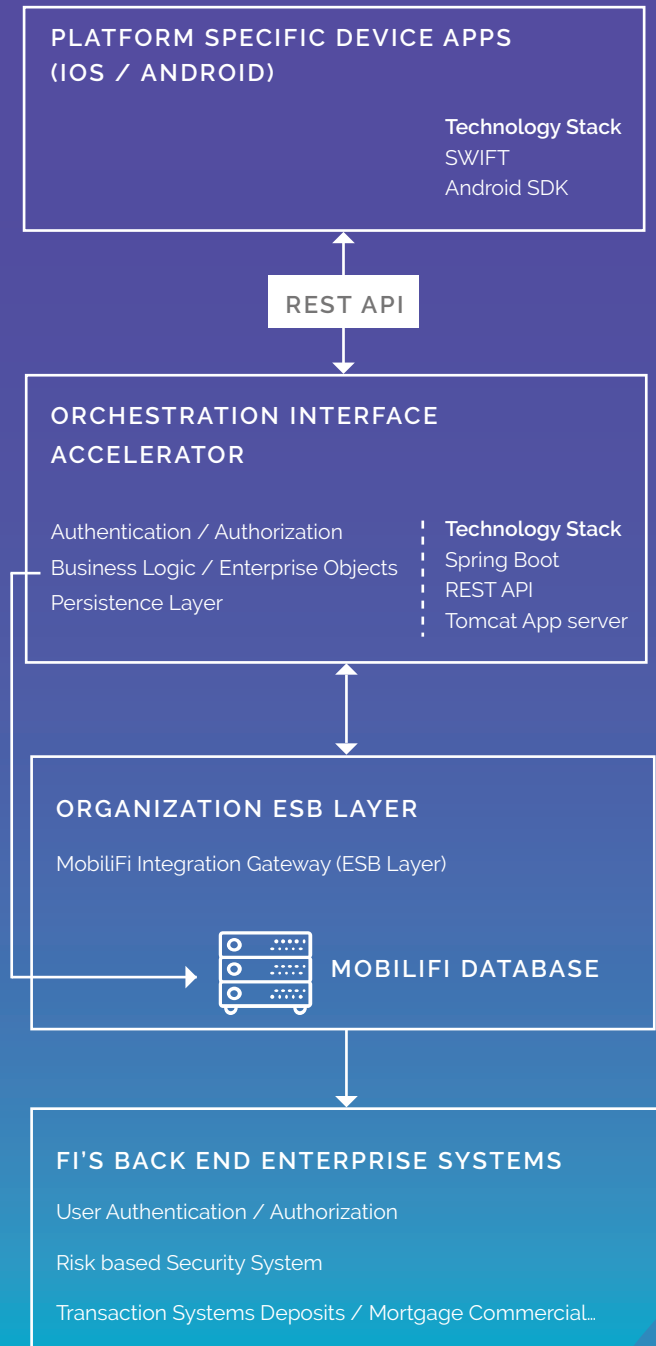 PLATFORM SPECIFIC DEVICE APPS
(IOS / ANDROID)
Technology Stack
SWIFT
Android SDK
REST API
ORCHESTRATION INTERFACE
ACCELERATOR
Authentication / Authorization
Business Logic / Enterprise Objects
Persistence Layer
Technology Stack
Spring Boot
REST API
Tomcat App server
ORGANIZATION ESB LAYER
MobiliFi Integration Gateway (ESB Layer)
MOBILIFI DATABASE
FI'S BACK END ENTERPRISE SYSTEMS
User Authentication / Authorization
Risk based Security System
Transaction Systems Deposits / Mortgage Commercial...